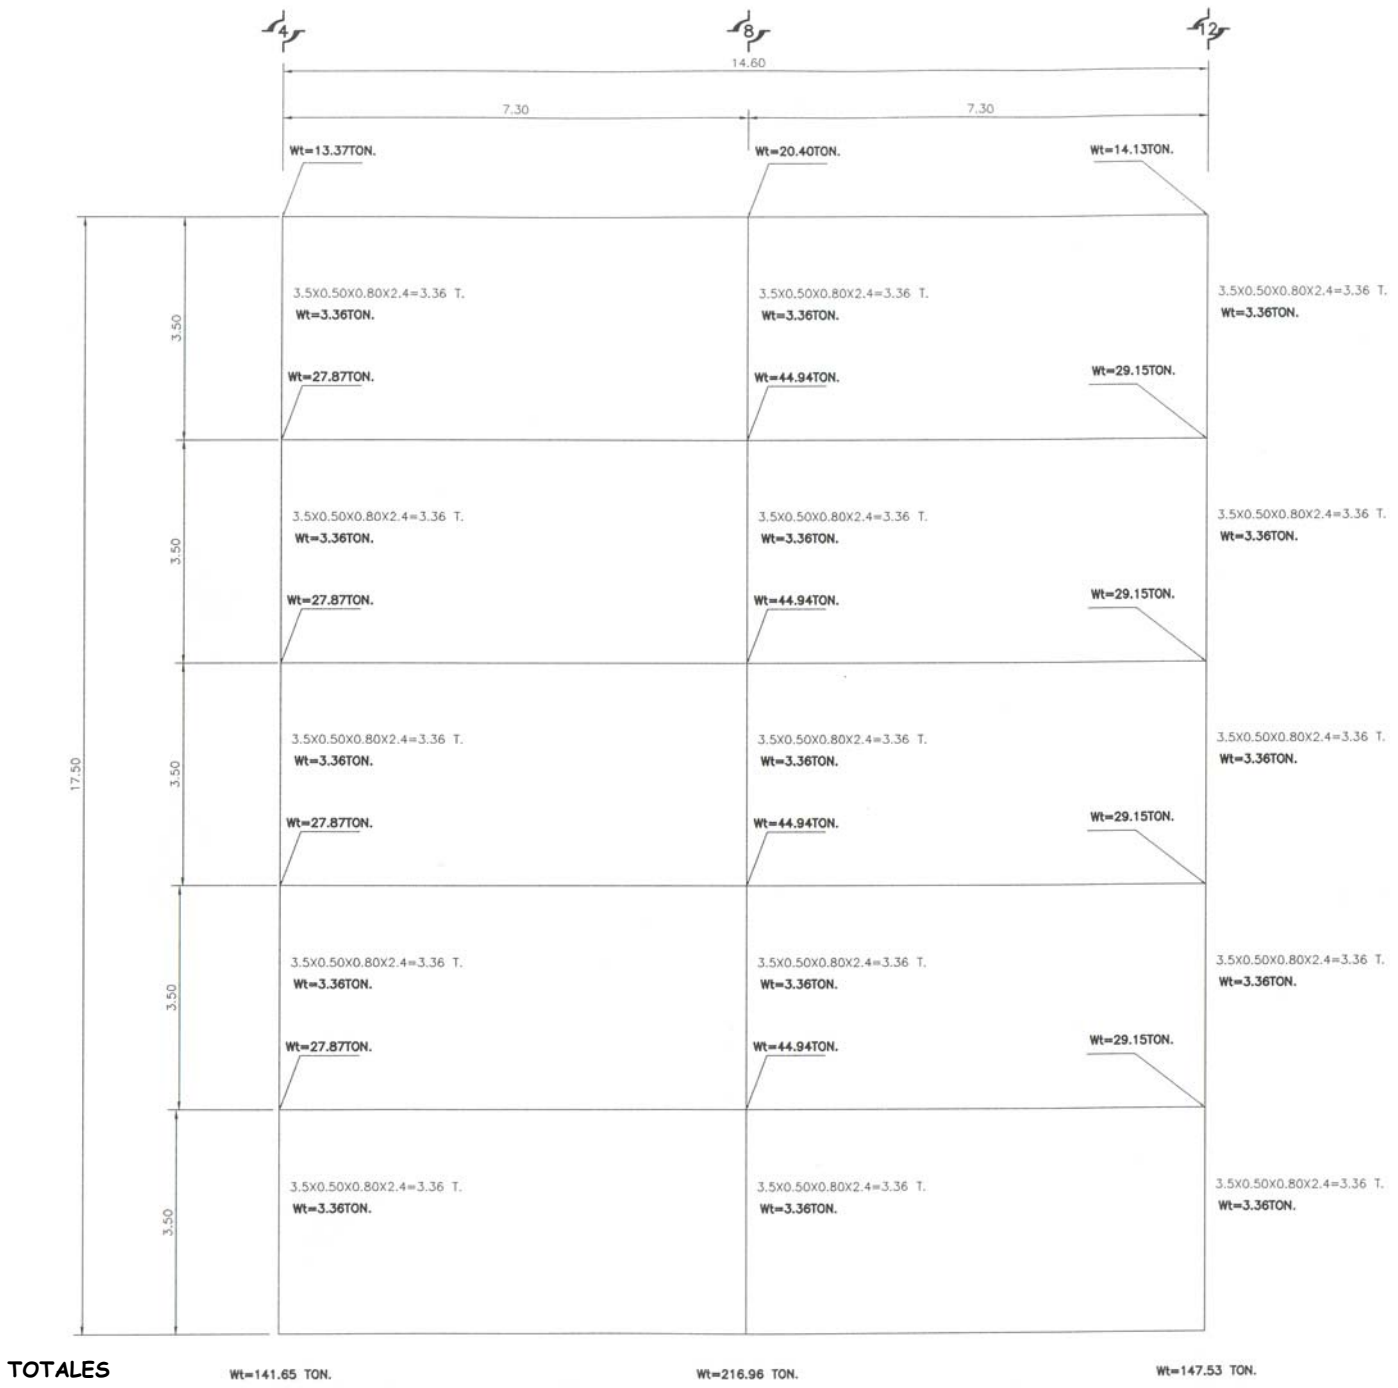 4 8 12
14.60
7.30 7.30
Wt=13.37TON. Wt=20.40TON. Wt=14.13TON.
3.5X0.50X0.80X2.4=3.36 T. 3.5X0.50X0.80X2.4=3.36 T. 3.5X0.50X0.80X2.4=3.36 T.
Wt=3.36TON. Wt=3.36TON. Wt=3.36TON.
3.50
Wt=27.87TON. Wt=44.94TON. Wt=29.15TON.
3.5X0.50X0.80X2.4=3.36 T. 3.5X0.50X0.80X2.4=3.36 T. 3.5X0.50X0.80X2.4=3.36 T.
Wt=3.36TON. Wt=3.36TON. Wt=3.36TON.
3.50
Wt=27.87TON. Wt=44.94TON. Wt=29.15TON.
3.5X0.50X0.80X2.4=3.36 T. 3.5X0.50X0.80X2.4=3.36 T. 3.5X0.50X0.80X2.4=3.36 T.
Wt=3.36TON. Wt=3.36TON. Wt=3.36TON.
17.50 3.50
Wt=27.87TON. Wt=44.94TON. Wt=29.15TON.
3.5X0.50X0.80X2.4=3.36 T. 3.5X0.50X0.80X2.4=3.36 T. 3.5X0.50X0.80X2.4=3.36 T.
Wt=3.36TON. Wt=3.36TON. Wt=3.36TON.
3.50
Wt=27.87TON. Wt=44.94TON. Wt=29.15TON.
3.5X0.50X0.80X2.4=3.36 T. 3.5X0.50X0.80X2.4=3.36 T. 3.5X0.50X0.80X2.4=3.36 T.
Wt=3.36TON. Wt=3.36TON. Wt=3.36TON.
3.50
TOTALES Wt=141.65 TON. Wt=216.96 TON. Wt=147.53 TON.